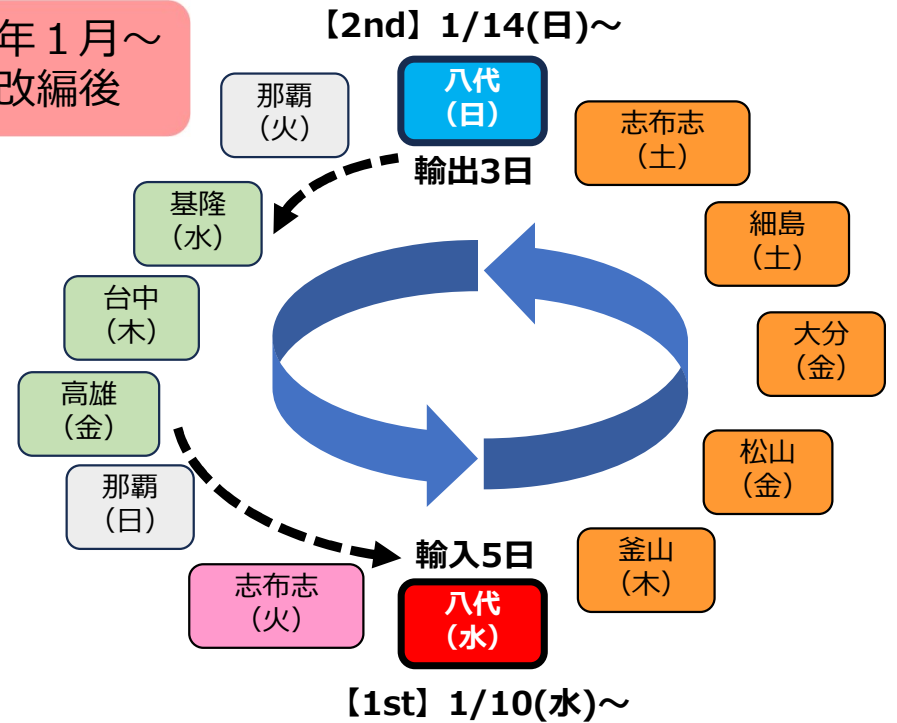 年１月～
改編後
【2nd】1/14(日)～
八代
（日）
輸出3日
那覇
（火）
基隆
（水）
台中
（木）
高雄
（金）
那覇
（日）
志布志
（火）
輸入5日
八代
（水）
【1st】1/10(水)～
釜山
（木）
松山
（金）
大分
（金）
細島
（土）
志布志
（土）